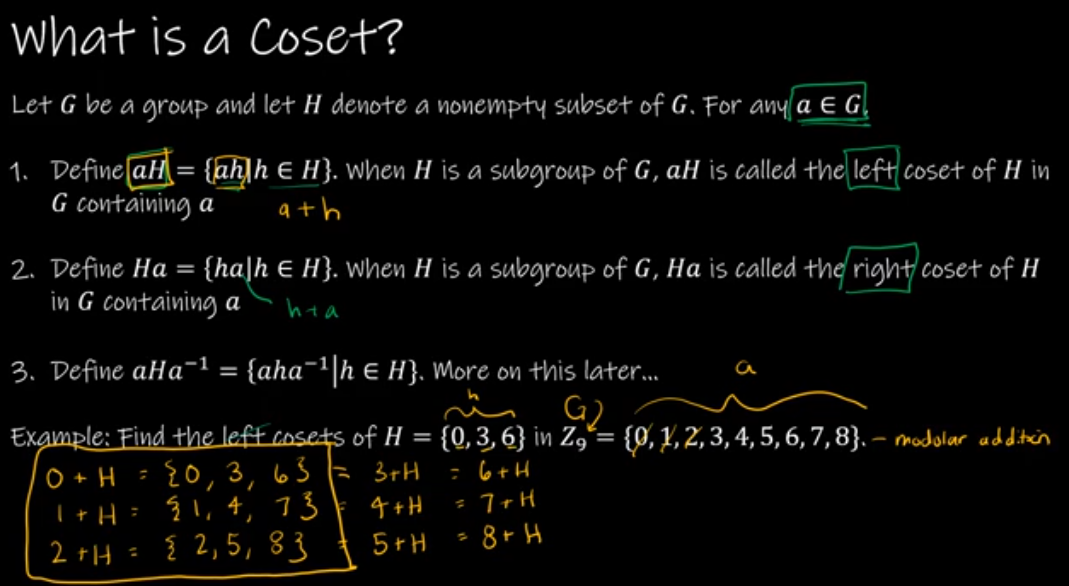 What is a Coset?
Let G be a group and let H denote a nonempty subset of G. For any a ∈ G,
1. Define aH = {ah|h ∈ H}. When H is a subgroup of G, aH is called the left coset of H in
G containing a
a + h
2. Define Ha = {ha|h ∈ H}. When H is a subgroup of G, Ha is called the right coset of H
in G containing a
h + a
3. Define aHa⁻¹ = {aha⁻¹|h ∈ H}. More on this later...
a
h
G
Example: Find the left cosets of H = {0, 3, 6} in Z₉ = {0, 1, 2, 3, 4, 5, 6, 7, 8}. – modular addition
0 + H = {0, 3, 6} = 3+H = 6+H
1 + H = {1, 4, 7} = 4+H = 7+H
2 + H = {2, 5, 8} = 5+H = 8+H